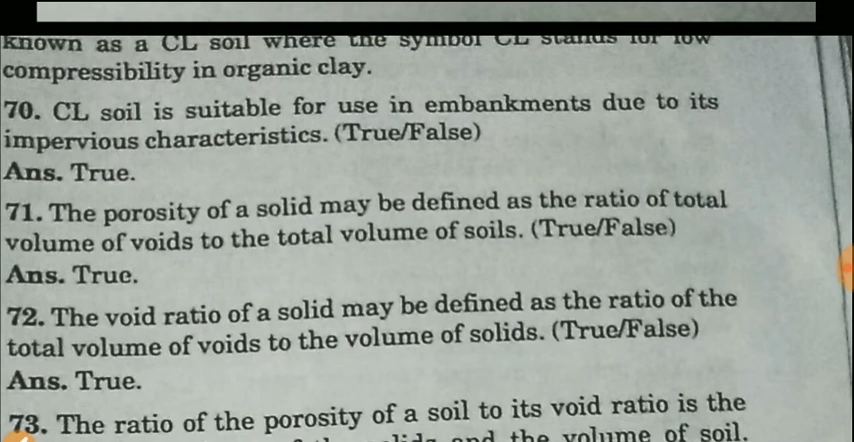 known as a CL soil where the symbol CL stands for low
compressibility in organic clay.
70. CL soil is suitable for use in embankments due to its
impervious characteristics. (True/False)
Ans. True.
71. The porosity of a solid may be defined as the ratio of total
volume of voids to the total volume of soils. (True/False)
Ans. True.
72. The void ratio of a solid may be defined as the ratio of the
total volume of voids to the volume of solids. (True/False)
Ans. True.
73. The ratio of the porosity of a soil to its void ratio is the
and the volume of soil.